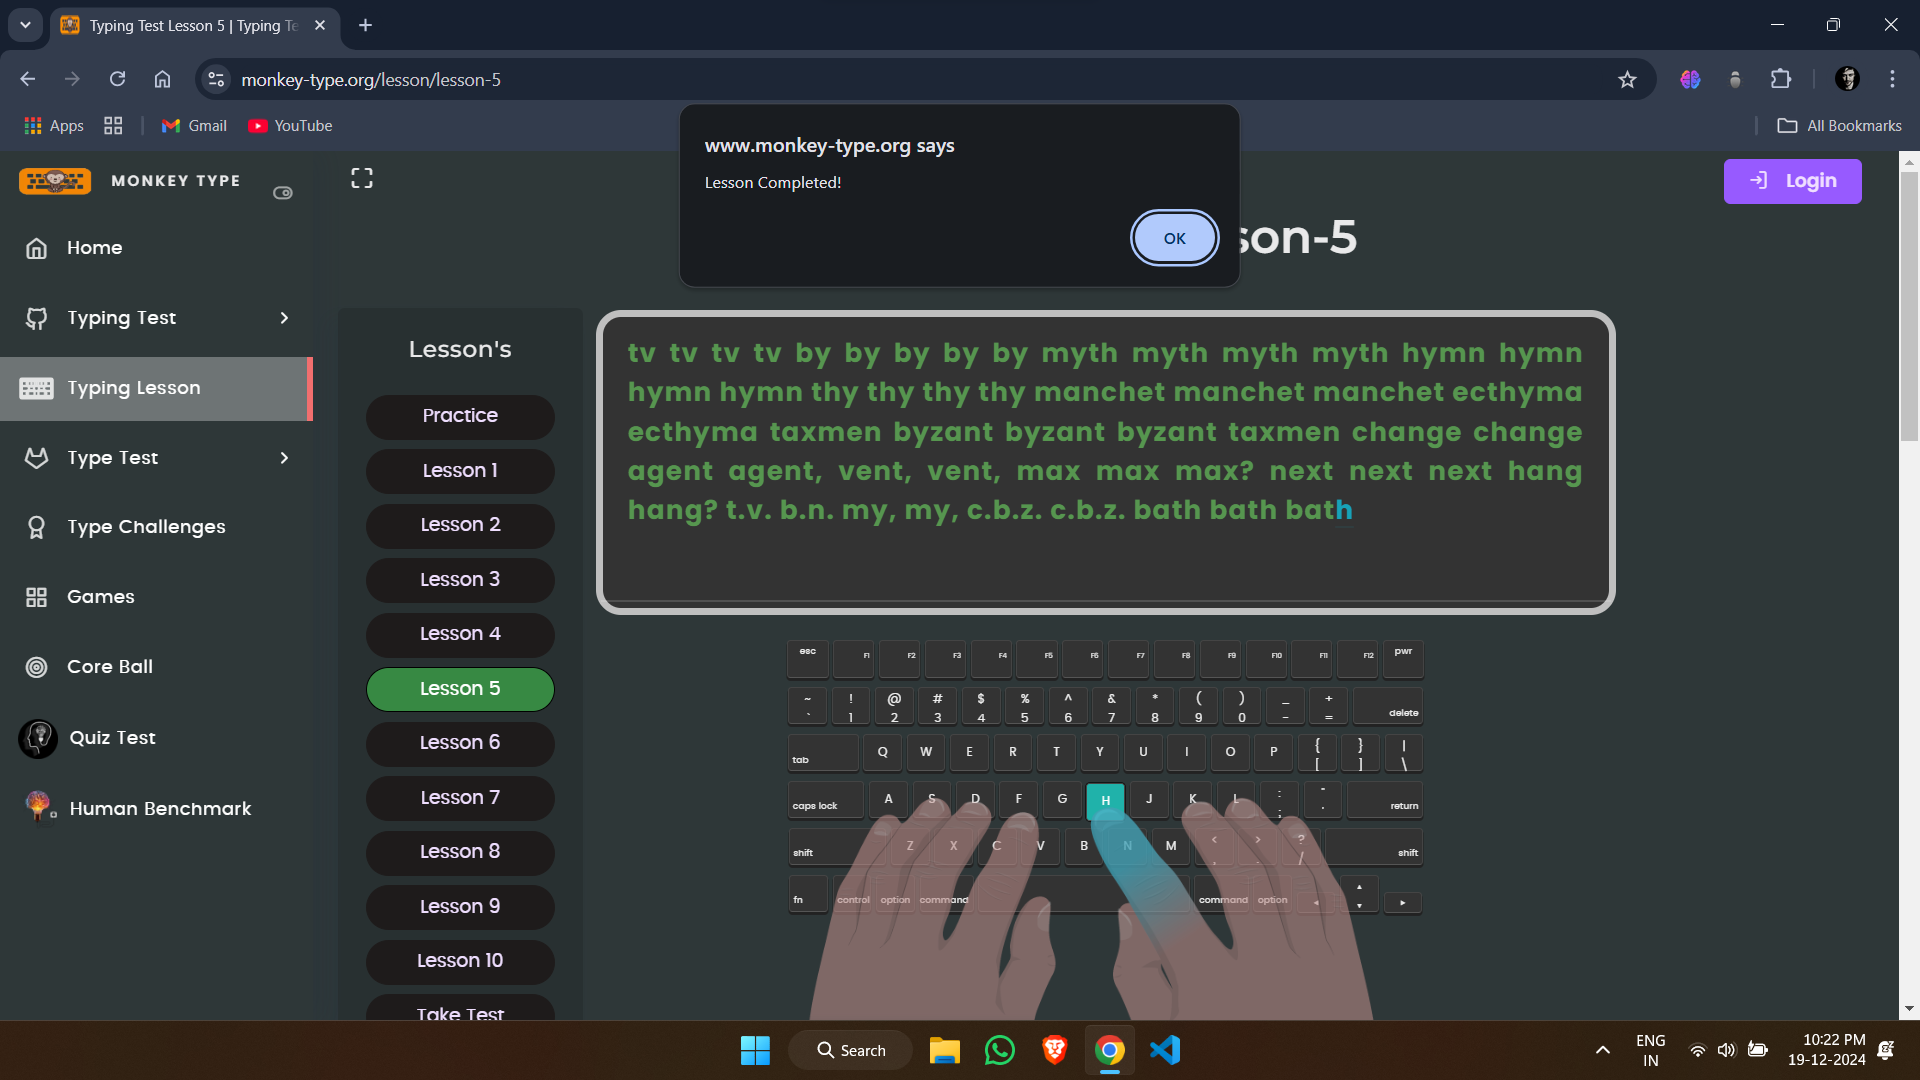 Typing Test Lesson 5 | Typing Te
monkey-type.org/lesson/lesson-5
Apps
Gmail
YouTube
All Bookmarks
www.monkey-type.org says
Lesson Completed!
OK
MONKEY TYPE
Login
son-5
Home
Typing Test
Typing Lesson
Type Test
Type Challenges
Games
Core Ball
Quiz Test
Human Benchmark
Lesson's
Practice
Lesson 1
Lesson 2
Lesson 3
Lesson 4
Lesson 5
Lesson 6
Lesson 7
Lesson 8
Lesson 9
Lesson 10
Take Test
tv tv tv tv by by by by by myth myth myth myth hymn hymn
hymn hymn thy thy thy thy manchet manchet manchet ecthyma
ecthyma taxmen byzant byzant byzant taxmen change change
agent agent, vent, vent, max max max? next next next hang
hang? t.v. b.n. my, my, c.b.z. c.b.z. bath bath bath
esc F1 F2 F3 F4 F5 F6 F7 F8 F9 F10 F11 F12 pwr
~ ! @ # $ % ^ & * ( ) _ +
` 1 2 3 4 5 6 7 8 9 0 - = delete
tab Q W E R T Y U I O P { } |
[ ] \
caps lock A S D F G H J K L : ; return
shift Z X C V B N M < > ? / shift
fn control option command command option
Search
ENG
IN
10:22 PM
19-12-2024